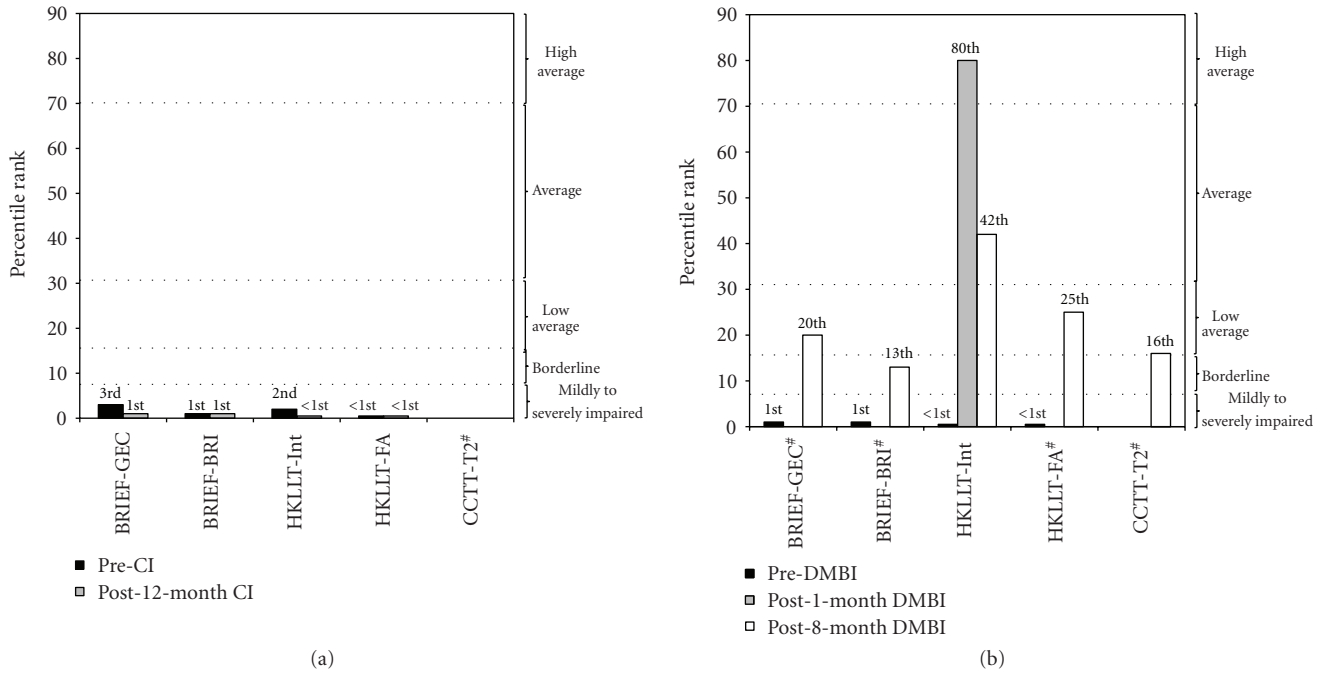 90
80
70
60
50
40
30
20
10
0
Percentile rank
3rd
1st
1st
1st
2nd
<1st
<1st
<1st
High
average
Average
Low
average
Borderline
Mildly to
severely impaired
BRIEF-GEC
BRIEF-BRI
HKLLT-Int
HKLLT-FA
CCTT-T2#
Pre-CI
Post-12-month CI
(a)
90
80
70
60
50
40
30
20
10
0
Percentile rank
1st
20th
1st
13th
<1st
80th
42th
<1st
25th
16th
High
average
Average
Low
average
Borderline
Mildly to
severely impaired
BRIEF-GEC#
BRIEF-BRI#
HKLLT-Int
HKLLT-FA#
CCTT-T2#
Pre-DMBI
Post-1-month DMBI
Post-8-month DMBI
(b)